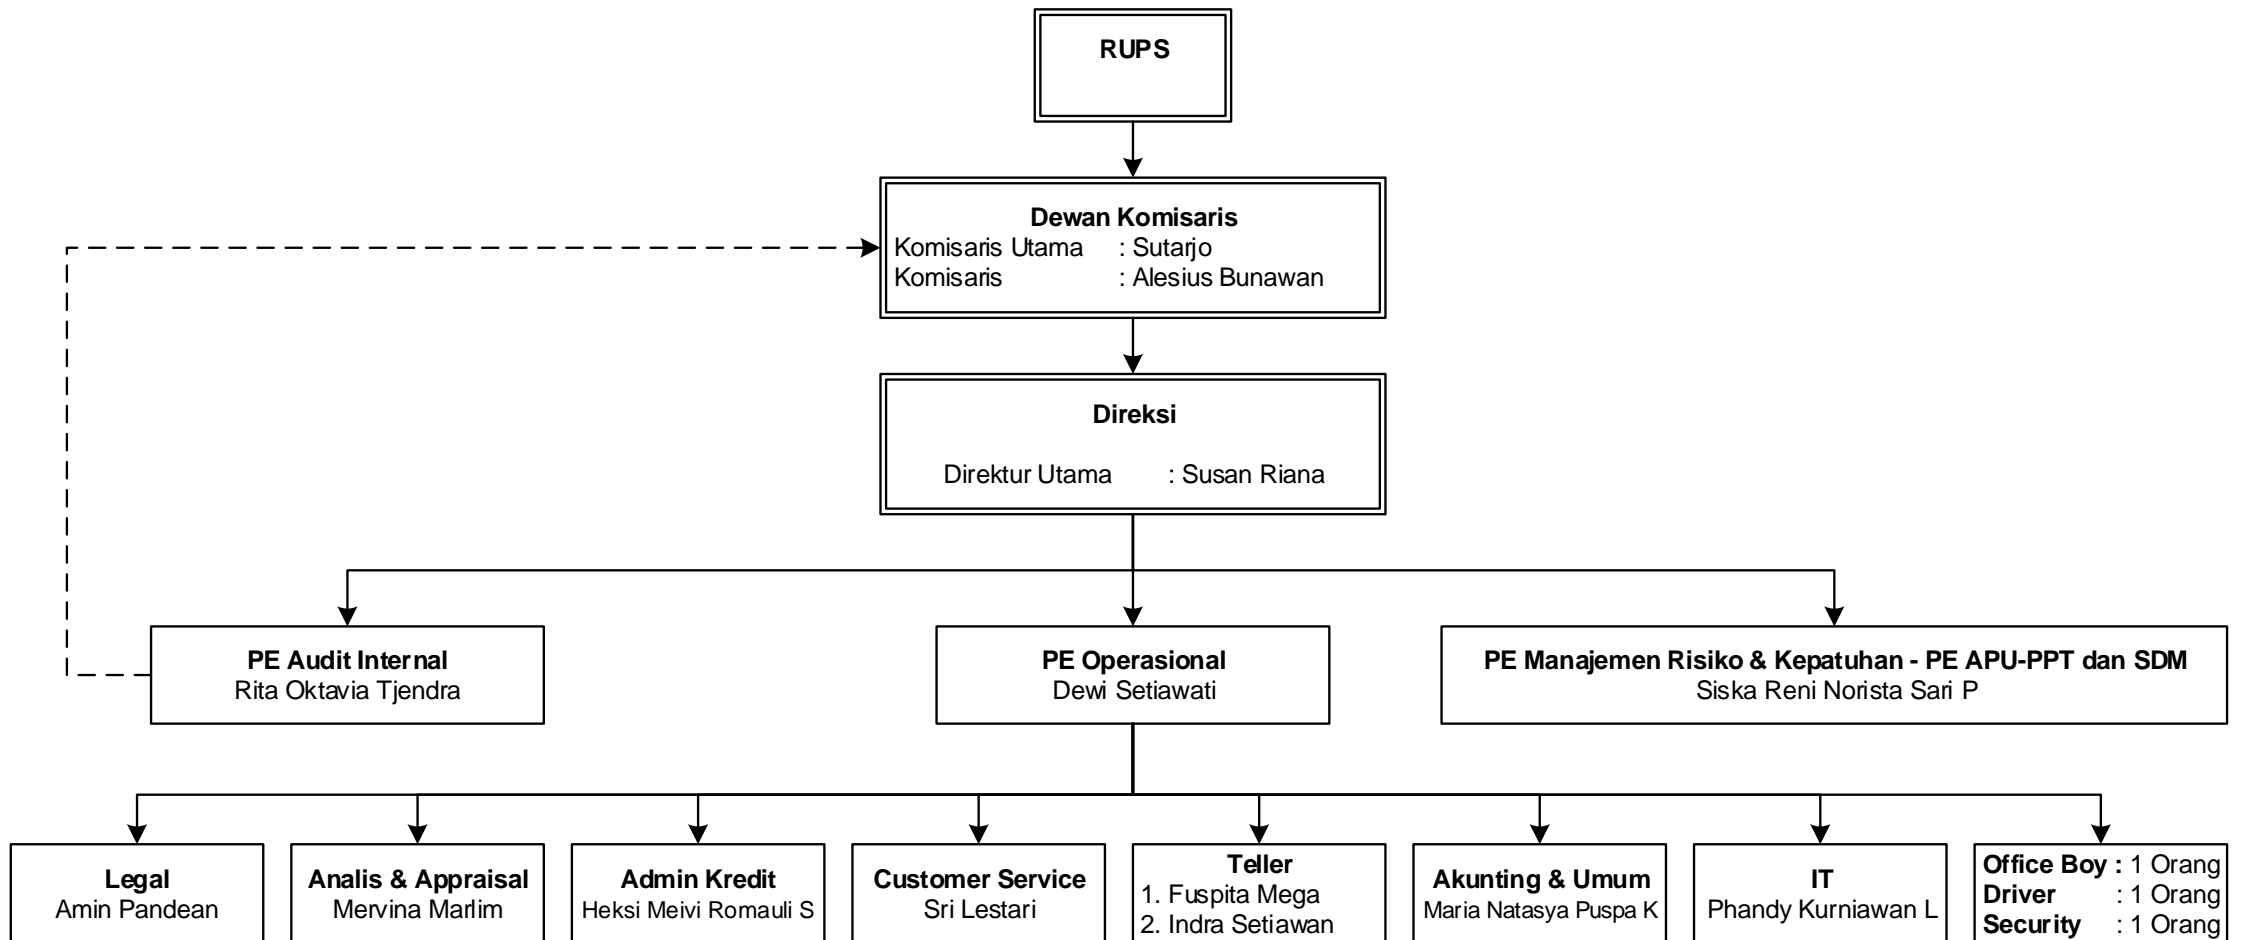 RUPS
Dewan Komisaris
Komisaris Utama : Sutarjo
Komisaris : Alesius Bunawan
Direksi
Direktur Utama : Susan Riana
PE Audit Internal
Rita Oktavia Tjendra
PE Operasional
Dewi Setiawati
PE Manajemen Risiko & Kepatuhan - PE APU-PPT dan SDM
Siska Reni Norista Sari P
Legal
Amin Pandean
Analis & Appraisal
Mervina Marlim
Admin Kredit
Heksi Meivi Romauli S
Customer Service
Sri Lestari
Teller
1. Fuspita Mega
2. Indra Setiawan
Akunting & Umum
Maria Natasya Puspa K
IT
Phandy Kurniawan L
Office Boy : 1 Orang
Driver : 1 Orang
Security : 1 Orang